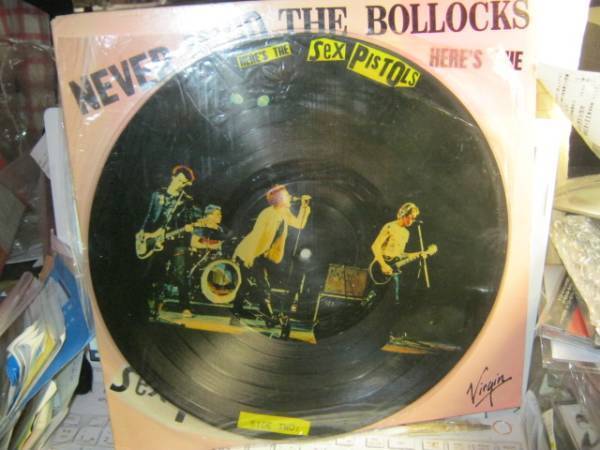 NEVER THE BOLLOCKS
HERE'S THE
HERE'S THE SEX PISTOLS
Virgin
SIDE TWO